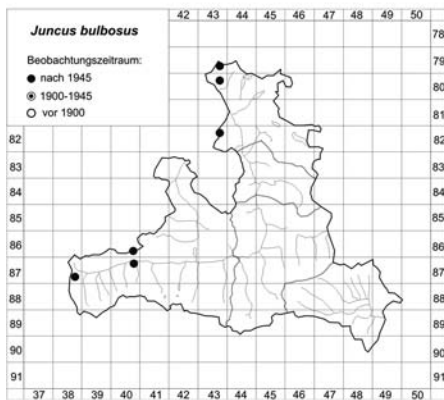 Juncus bulbosus
Beobachtungszeitraum:
nach 1945
1900-1945
vor 1900
42 43 44 45 46 47 48 49 50
78
79
80
81
82 82
83 83
84 84
85 85
86 86
87 87
88 88
89 89
90 90
91 91
37 38 39 40 41 42 43 44 45 46 47 48 49 50